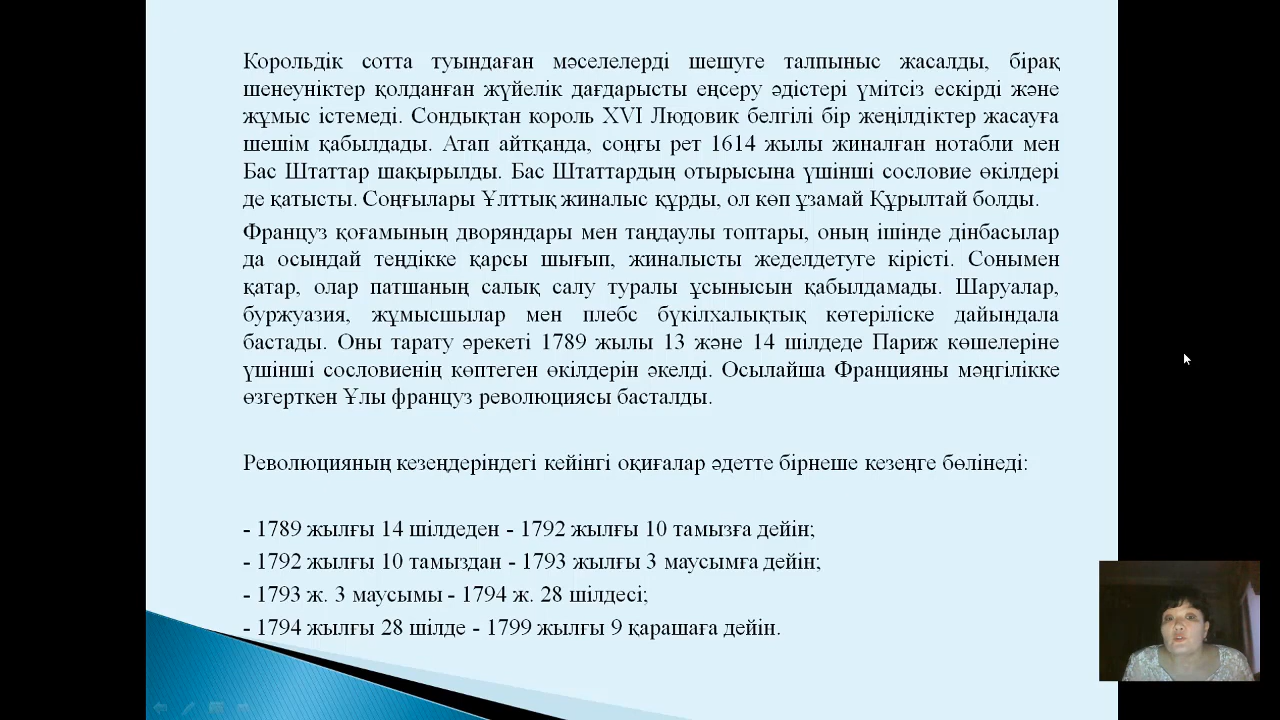 Корольдік сотта туындаған мәселелерді шешуге талпыныс жасалды, бірақ
шенеуніктер қолданған жүйелік дағдарысты еңсеру әдістері үмітсіз ескірді және
жұмыс істемеді. Сондықтан король XVI Людовик белгілі бір жеңілдіктер жасауға
шешім қабылдады. Атап айтқанда, соңғы рет 1614 жылы жиналған нотабли мен
Бас Штаттар шақырылды. Бас Штаттардың отырысына үшінші сословие өкілдері
де қатысты. Соңғылары Ұлттық жиналыс құрды, ол көп ұзамай Құрылтай болды.
Француз қоғамының дворяндары мен таңдаулы топтары, оның ішінде дінбасылар
да осындай теңдікке қарсы шығып, жиналысты жеделдетуге кірісті. Сонымен
қатар, олар патшаның салық салу туралы ұсынысын қабылдамады. Шаруалар,
буржуазия, жұмысшылар мен плебс бүкілхалықтық көтеріліске дайындала
бастады. Оны тарату әрекеті 1789 жылы 13 және 14 шілдеде Париж көшелеріне
үшінші сословиенің көптеген өкілдерін әкелді. Осылайша Францияны мәңгілікке
өзгерткен Ұлы француз революциясы басталды.
Революцияның кезеңдеріндегі кейінгі оқиғалар әдетте бірнеше кезеңге бөлінеді:
- 1789 жылғы 14 шілдеден - 1792 жылғы 10 тамызға дейін;
- 1792 жылғы 10 тамыздан - 1793 жылғы 3 маусымға дейін;
- 1793 ж. 3 маусымы - 1794 ж. 28 шілдесі;
- 1794 жылғы 28 шілде - 1799 жылғы 9 қарашаға дейін.